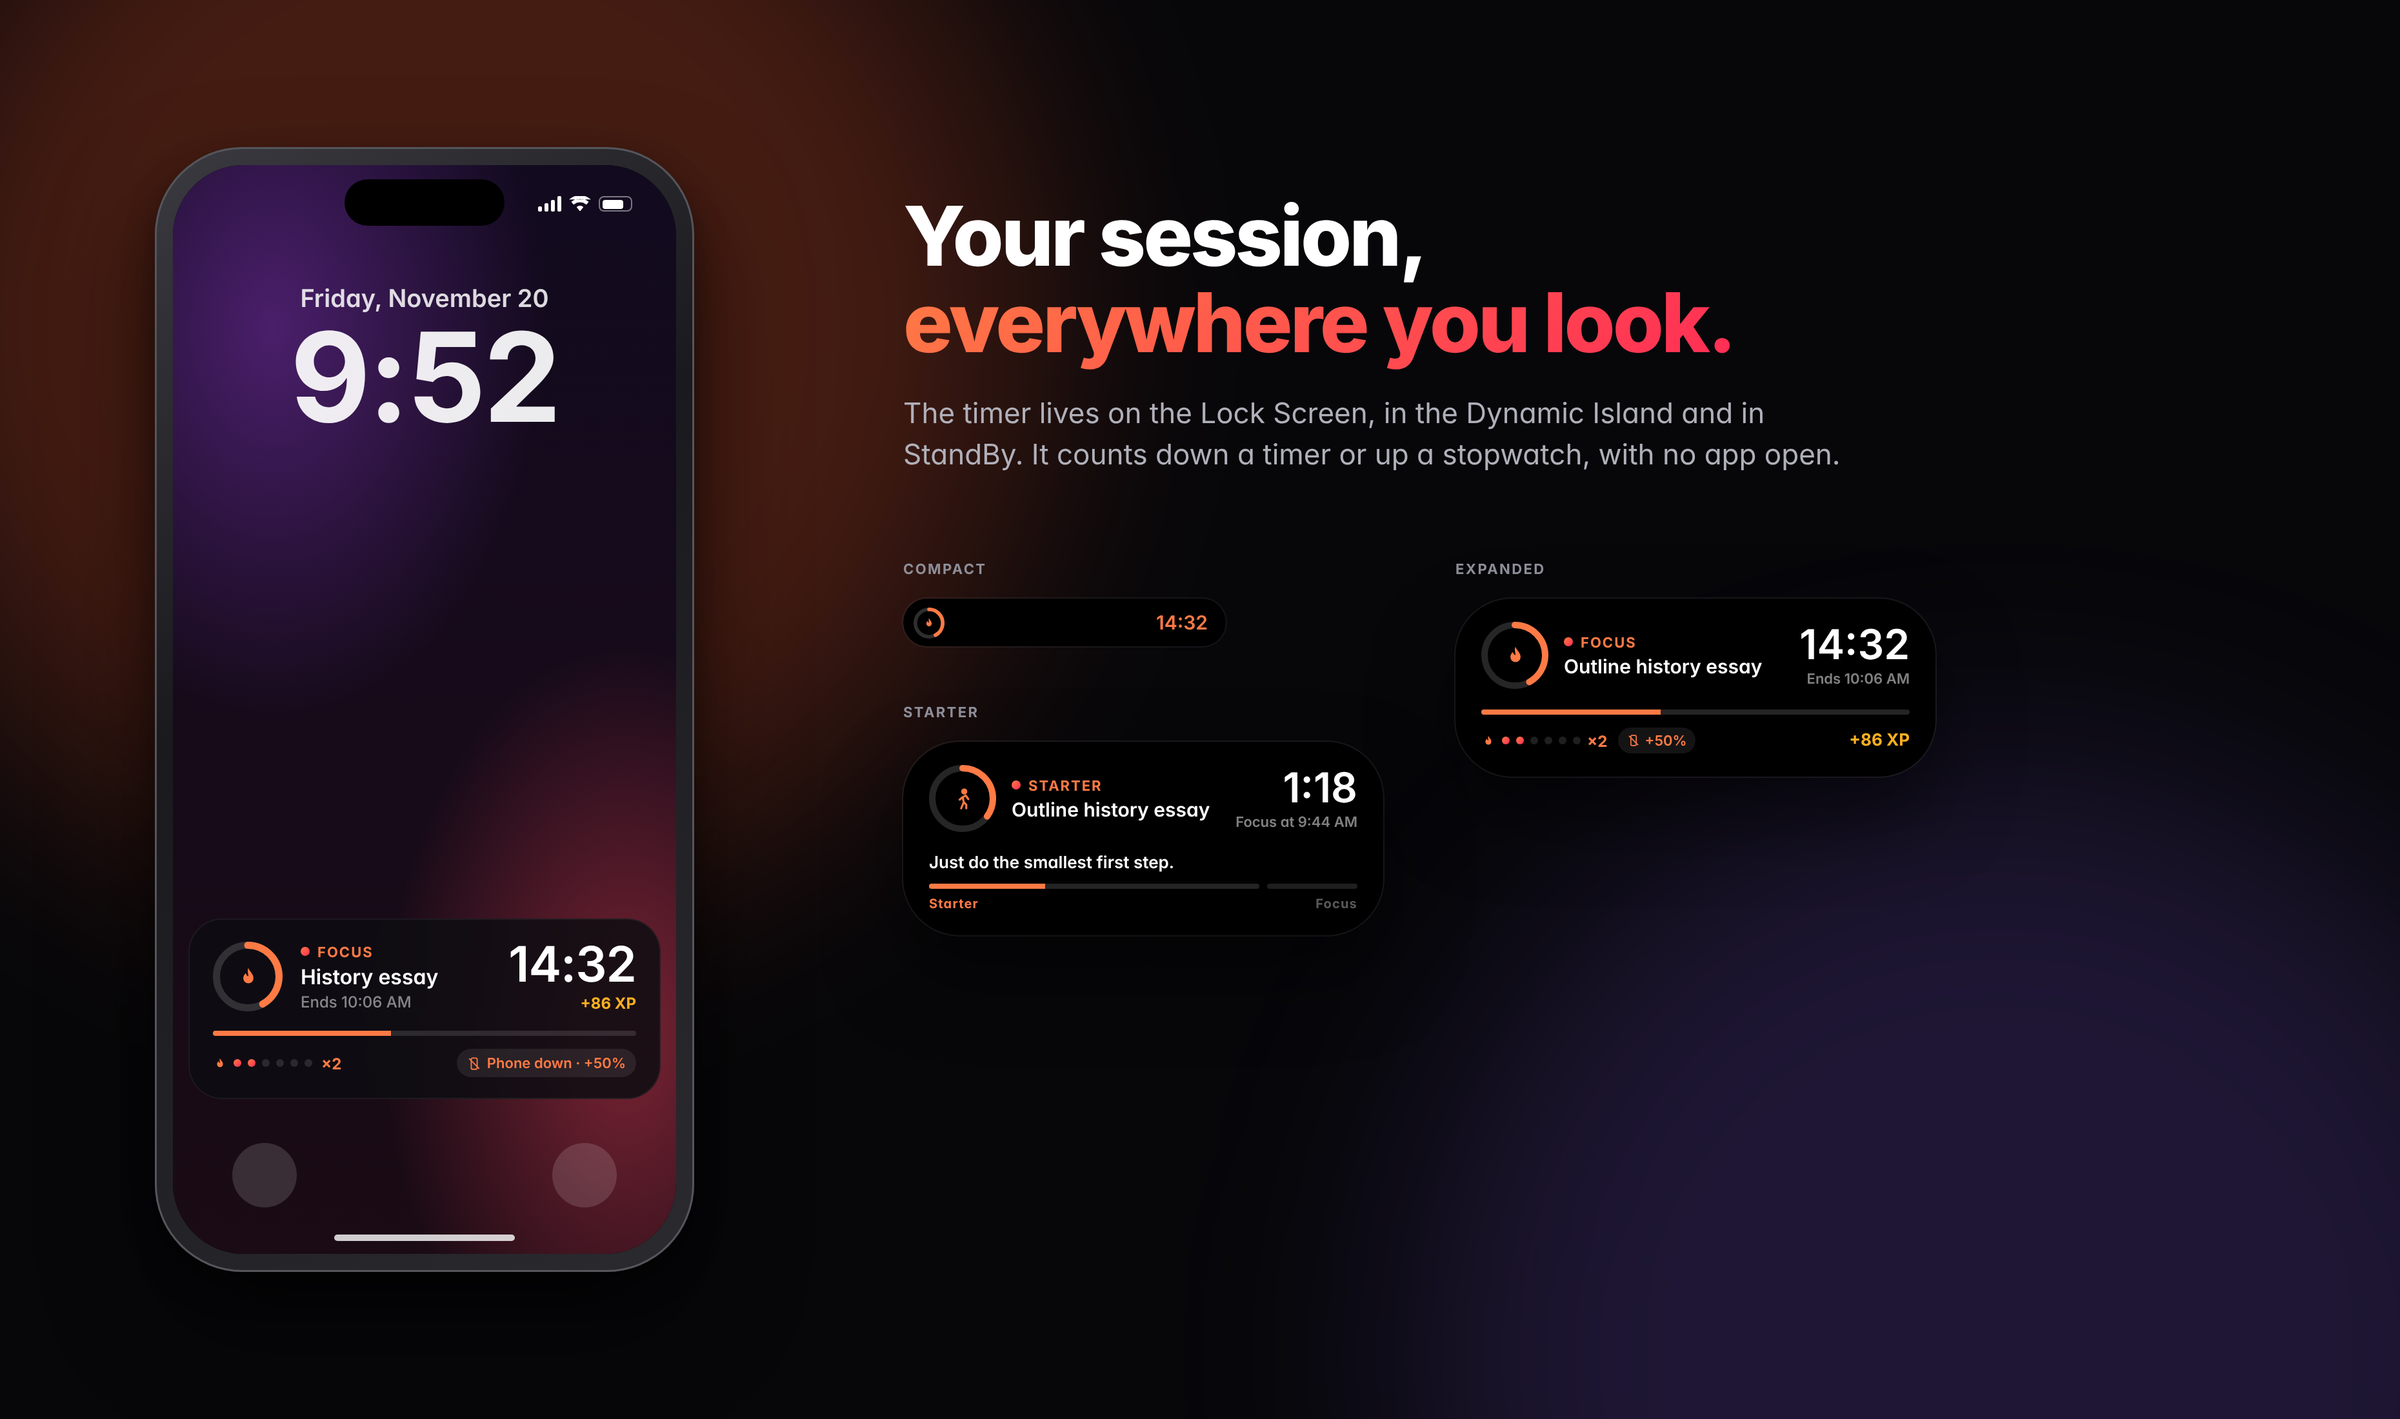 Friday, November 20
9:52
FOCUS
History essay
Ends 10:06 AM
14:32
+86 XP
×2
Phone down · +50%
Your session,
everywhere you look.
The timer lives on the Lock Screen, in the Dynamic Island and in
StandBy. It counts down a timer or up a stopwatch, with no app open.
COMPACT
14:32
STARTER
STARTER
Outline history essay
1:18
Focus at 9:44 AM
Just do the smallest first step.
Starter
Focus
EXPANDED
FOCUS
Outline history essay
14:32
Ends 10:06 AM
×2
+50%
+86 XP